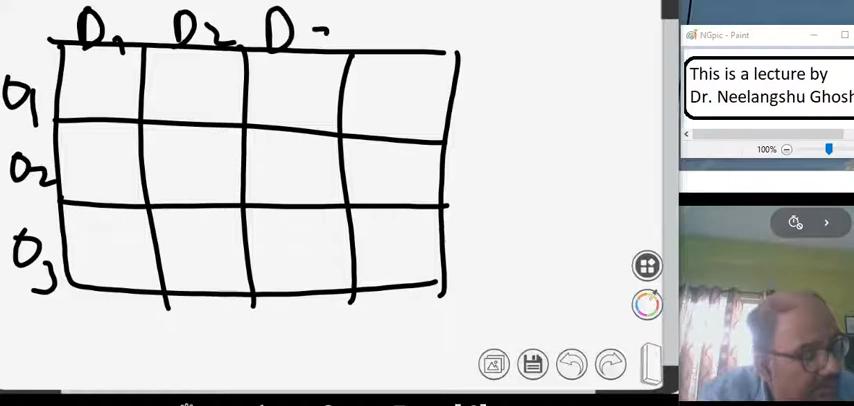 D1 D2 D
O1
O2
O3
NGpic - Paint
This is a lecture by
Dr. Neelangshu Ghosh
100%